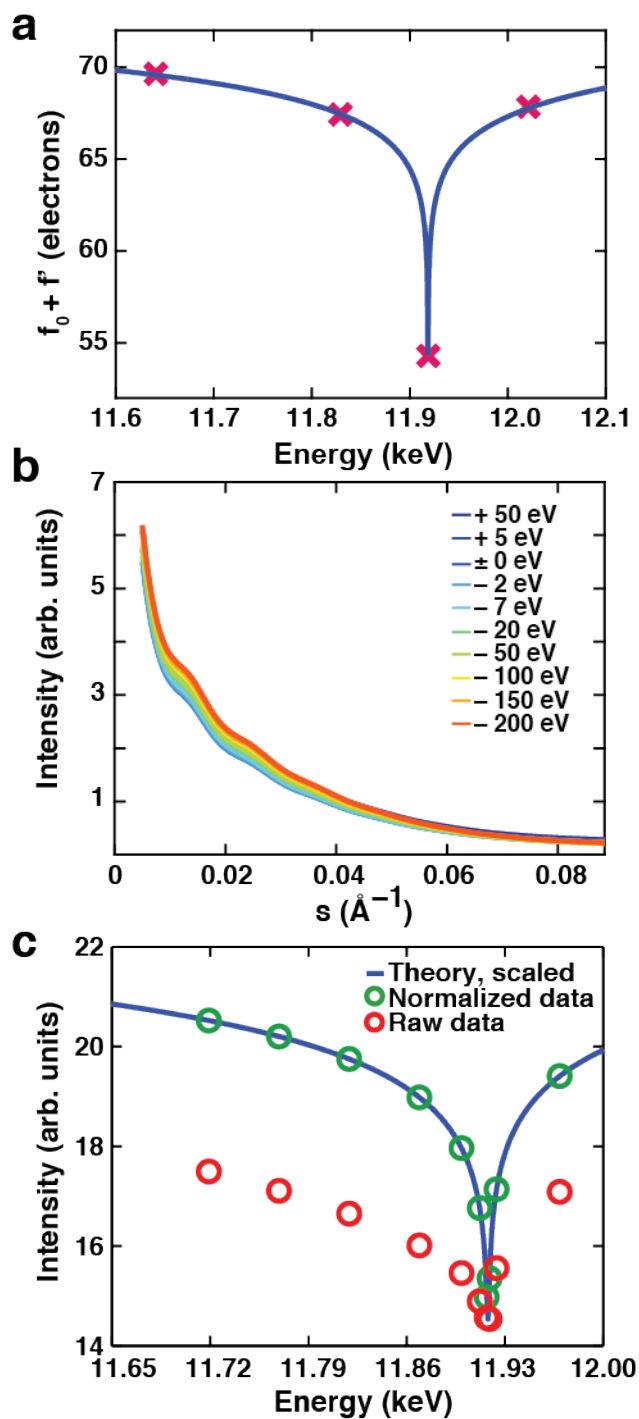 a
70
65
60
55
f₀ + f' (electrons)
11.6 11.7 11.8 11.9 12.0 12.1
Energy (keV)
b
7
5
3
1
Intensity (arb. units)
+ 50 eV
+ 5 eV
± 0 eV
− 2 eV
− 7 eV
− 20 eV
− 50 eV
− 100 eV
− 150 eV
− 200 eV
0 0.02 0.04 0.06 0.08
s (Å⁻¹)
c
22
20
18
16
14
Intensity (arb. units)
Theory, scaled
Normalized data
Raw data
11.65 11.72 11.79 11.86 11.93 12.00
Energy (keV)